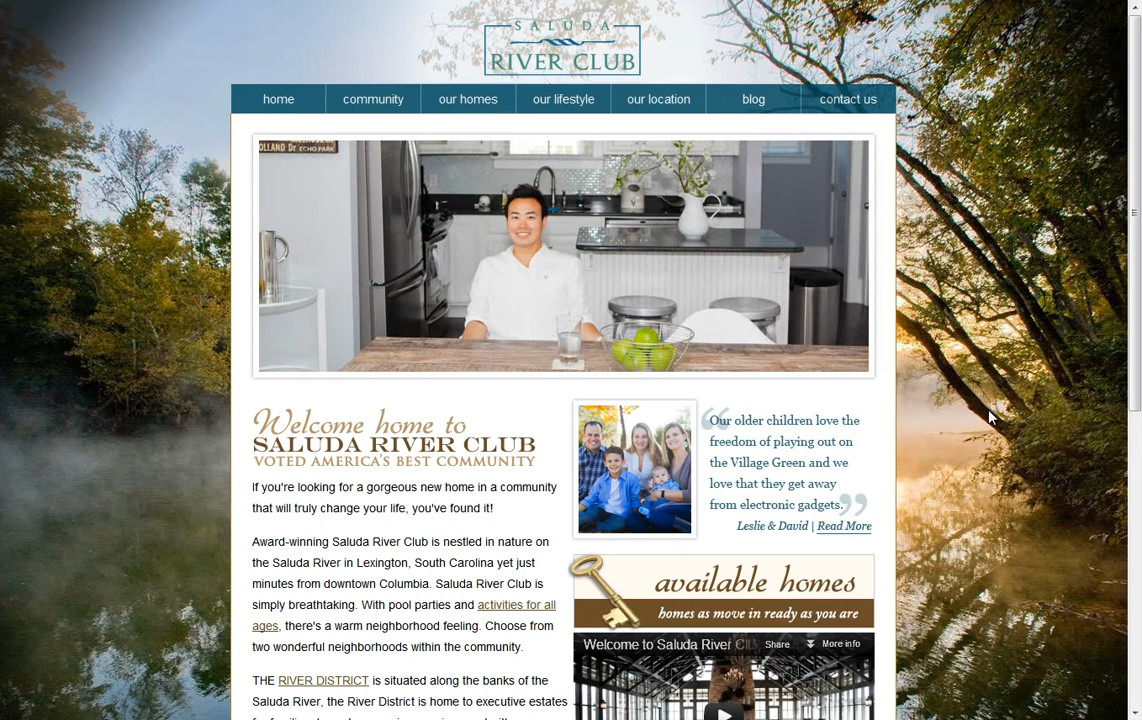 SALUDA
RIVER CLUB
home community our homes our lifestyle our location blog contact us
OLLAND Dr ECHO PARK
Welcome home to
SALUDA RIVER CLUB
VOTED AMERICA'S BEST COMMUNITY
If you're looking for a gorgeous new home in a community
that will truly change your life, you've found it!
Award-winning Saluda River Club is nestled in nature on
the Saluda River in Lexington, South Carolina yet just
minutes from downtown Columbia. Saluda River Club is
simply breathtaking. With pool parties and activities for all
ages, there's a warm neighborhood feeling. Choose from
two wonderful neighborhoods within the community.
THE RIVER DISTRICT is situated along the banks of the
Saluda River, the River District is home to executive estates
“Our older children love the
freedom of playing out on
the Village Green and we
love that they get away
from electronic gadgets.”
Leslie & David | Read More
available homes
homes as move in ready as you are
Welcome to Saluda River Clu Share More info